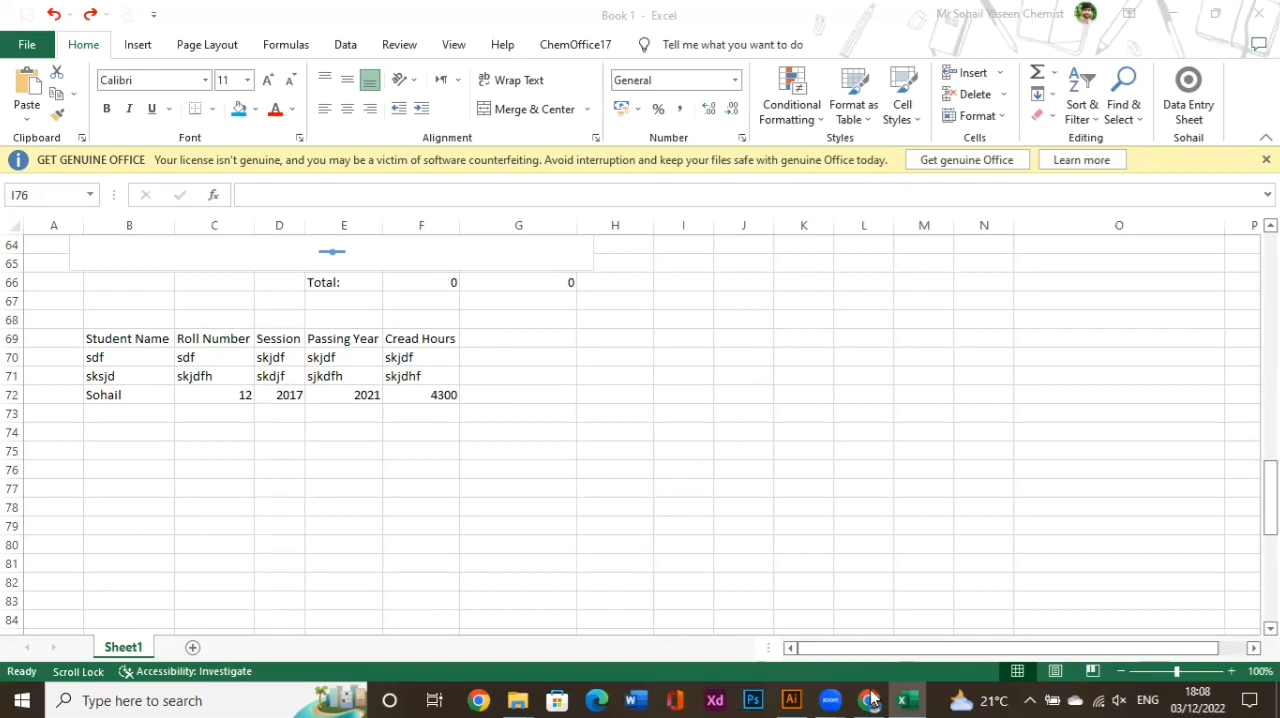 Book 1 - Excel
Mr Sohail Yaseen Chemist
File Home Insert Page Layout Formulas Data Review View Help ChemOffice17 Tell me what you want to do
Paste
Calibri 11
B I U
Wrap Text
Merge & Center
General
% ,
Conditional Formatting
Format as Table
Cell Styles
Insert
Delete
Format
Sort & Filter
Find & Select
Data Entry Sheet
Clipboard Font Alignment Number Styles Cells Editing Sohail
GET GENUINE OFFICE Your license isn't genuine, and you may be a victim of software counterfeiting. Avoid interruption and keep your files safe with genuine Office today. Get genuine Office Learn more
I76 fx
A B C D E F G H I J K L M N O P
64
65
66 Total: 0 0
67
68
69 Student Name Roll Number Session Passing Year Cread Hours
70 sdf sdf skjdf skjdf skjdf
71 sksjd skjdfh skdjf sjkdfh skjdhf
72 Sohail 12 2017 2021 4300
73
74
75
76
77
78
79
80
81
82
83
84
Sheet1
Ready Scroll Lock Accessibility: Investigate 100%
Type here to search
W Xd Ps Ai zoom 21°C ENG 18:08
03/12/2022